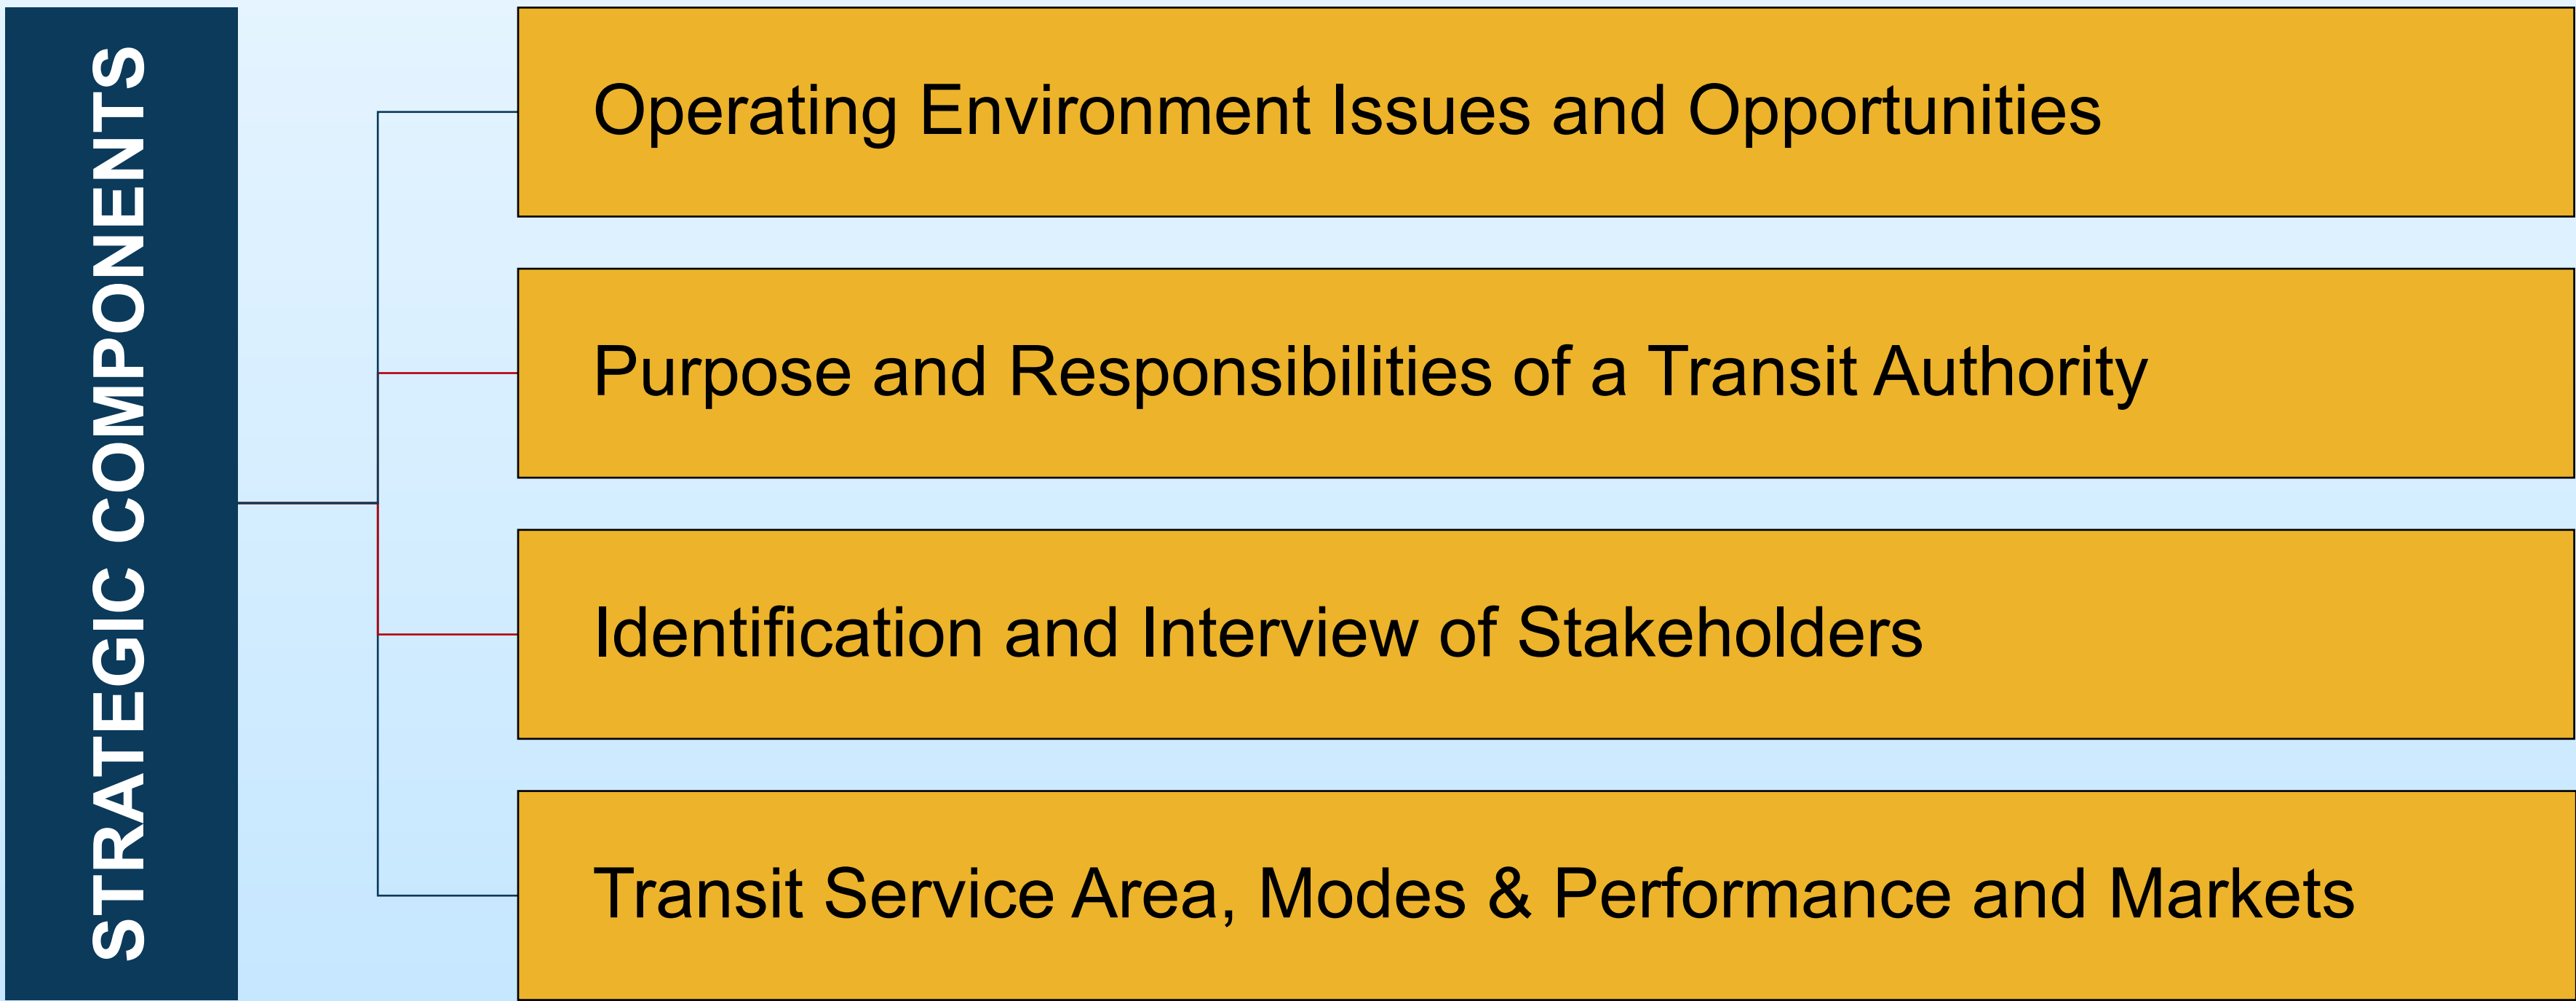 STRATEGIC COMPONENTS
Operating Environment Issues and Opportunities
Purpose and Responsibilities of a Transit Authority
Identification and Interview of Stakeholders
Transit Service Area, Modes & Performance and Markets